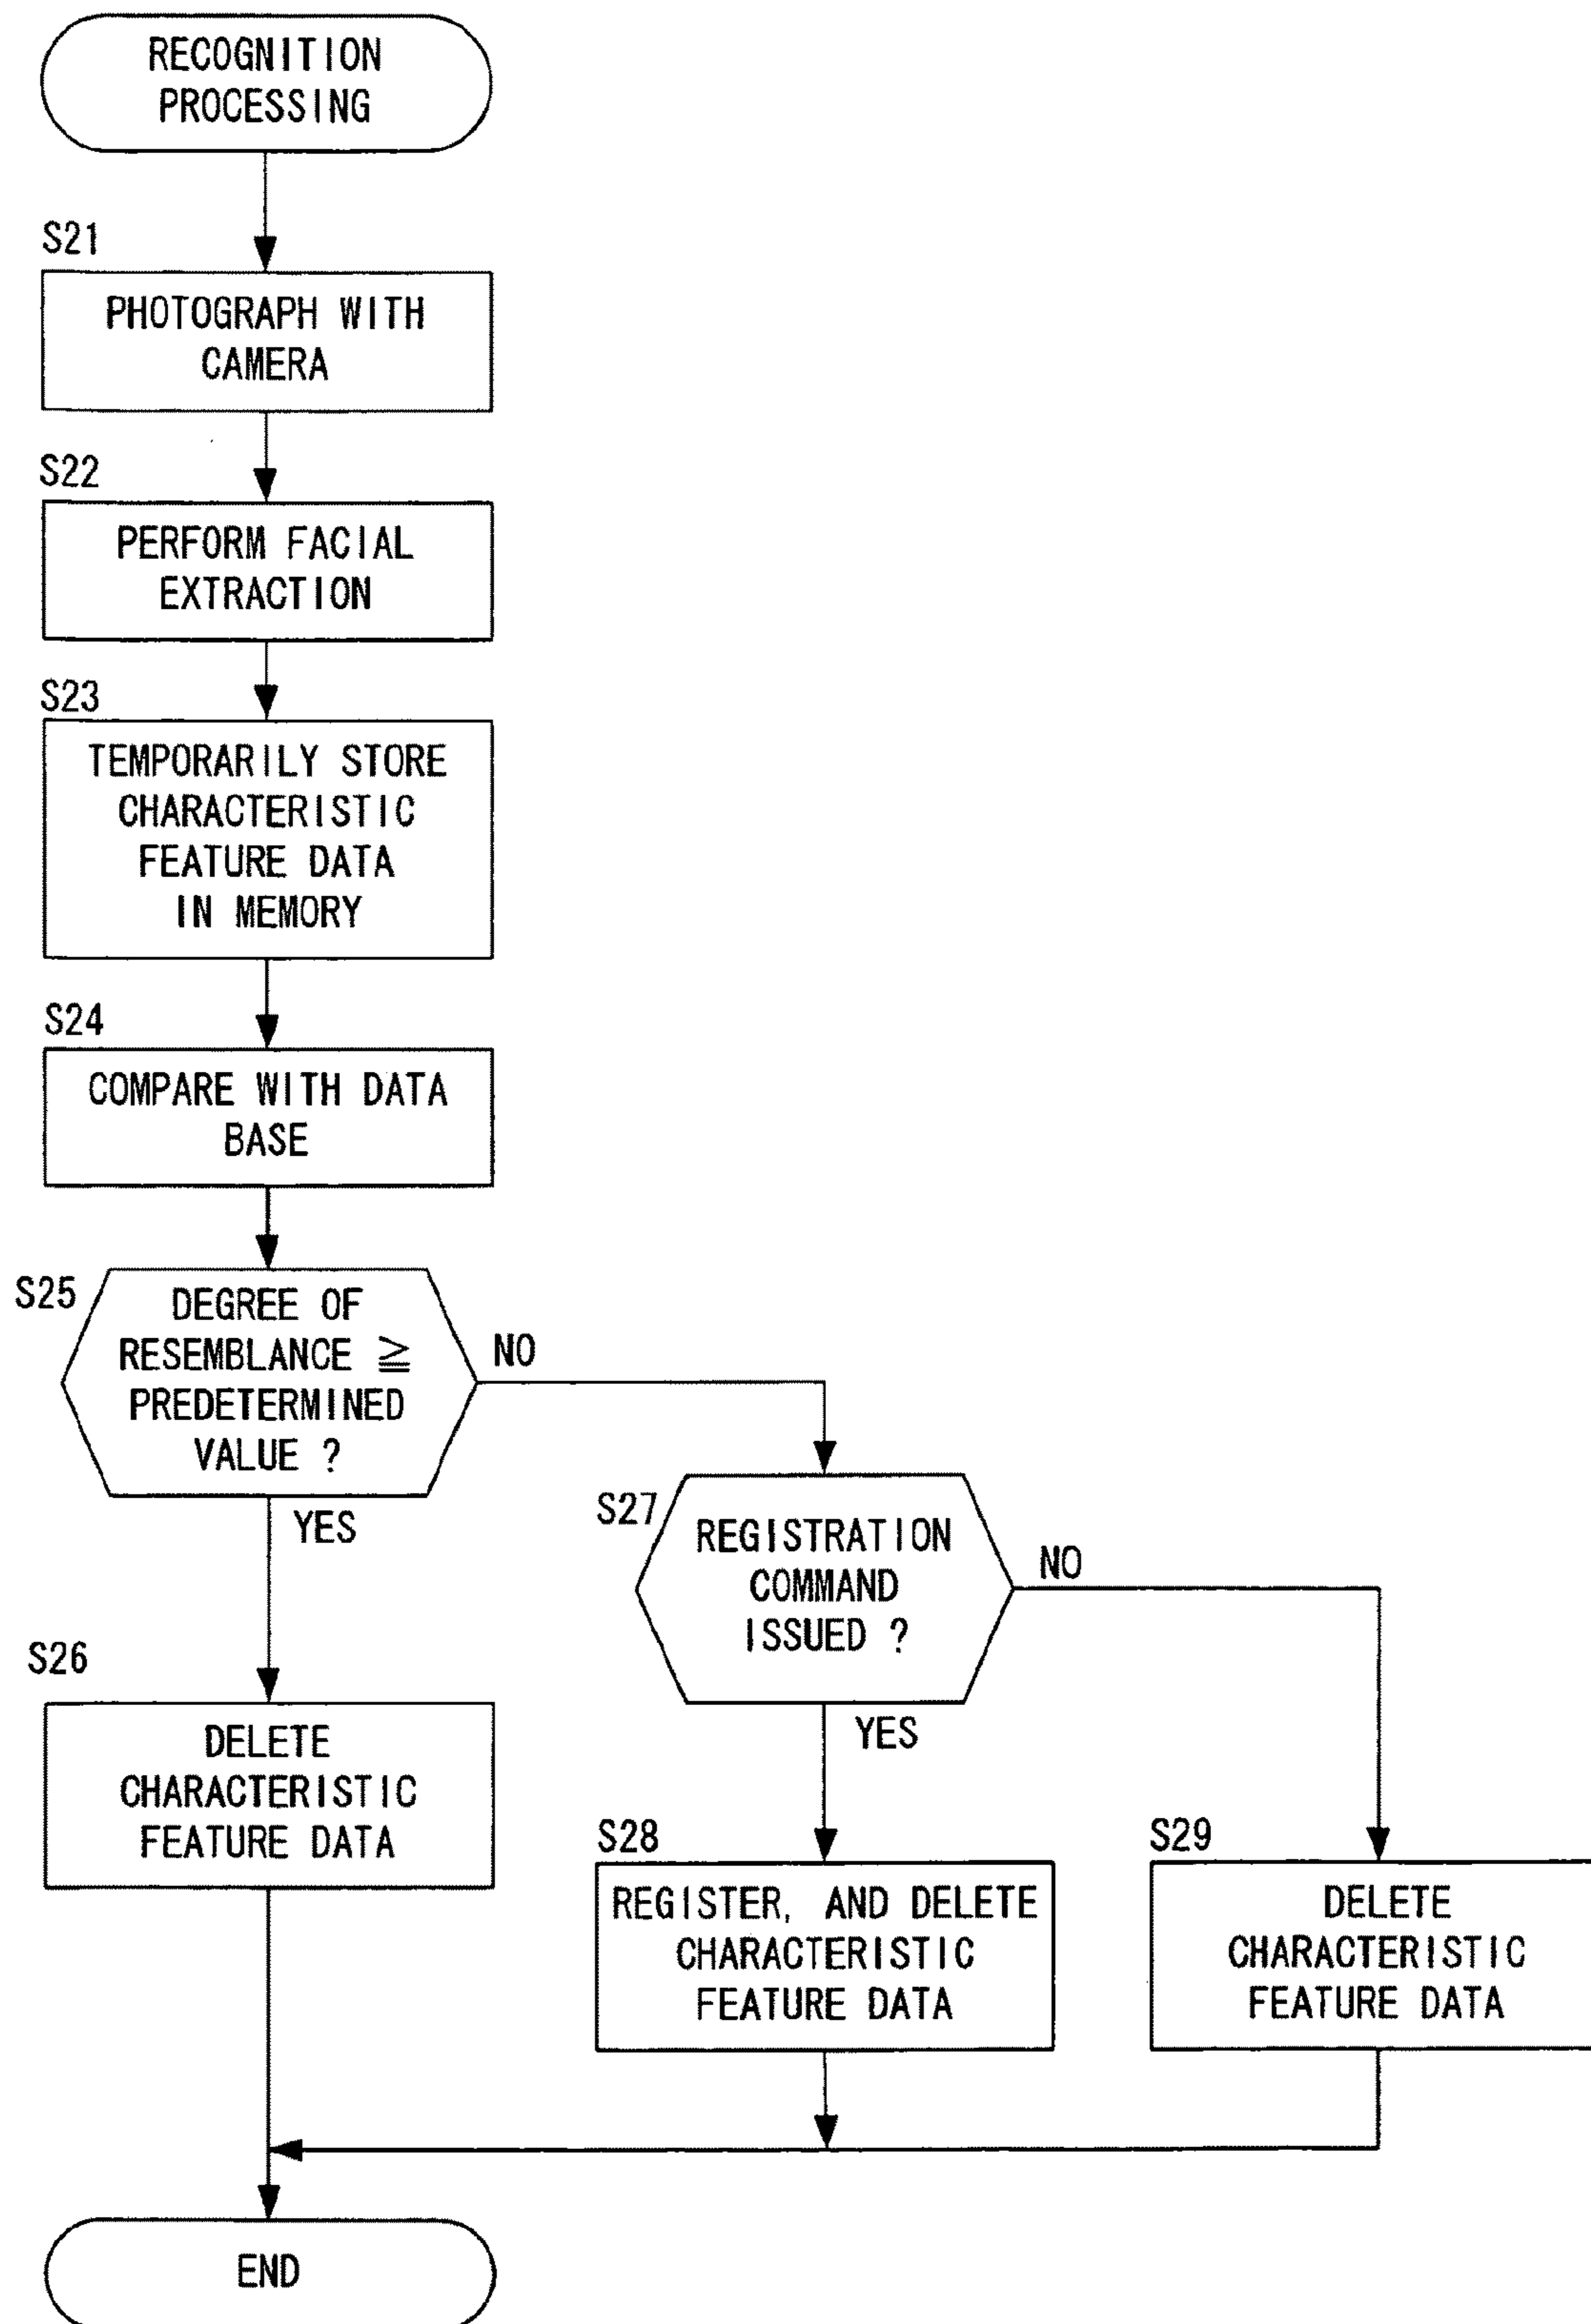 RECOGNITION
PROCESSING
S21
PHOTOGRAPH WITH
CAMERA
S22
PERFORM FACIAL
EXTRACTION
S23
TEMPORARILY STORE
CHARACTERISTIC
FEATURE DATA
IN MEMORY
S24
COMPARE WITH DATA
BASE
S25
DEGREE OF
RESEMBLANCE ≧
PREDETERMINED
VALUE ?
NO
YES
S27
REGISTRATION
COMMAND
ISSUED ?
NO
YES
S26
DELETE
CHARACTERISTIC
FEATURE DATA
S28
REGISTER, AND DELETE
CHARACTERISTIC
FEATURE DATA
S29
DELETE
CHARACTERISTIC
FEATURE DATA
END